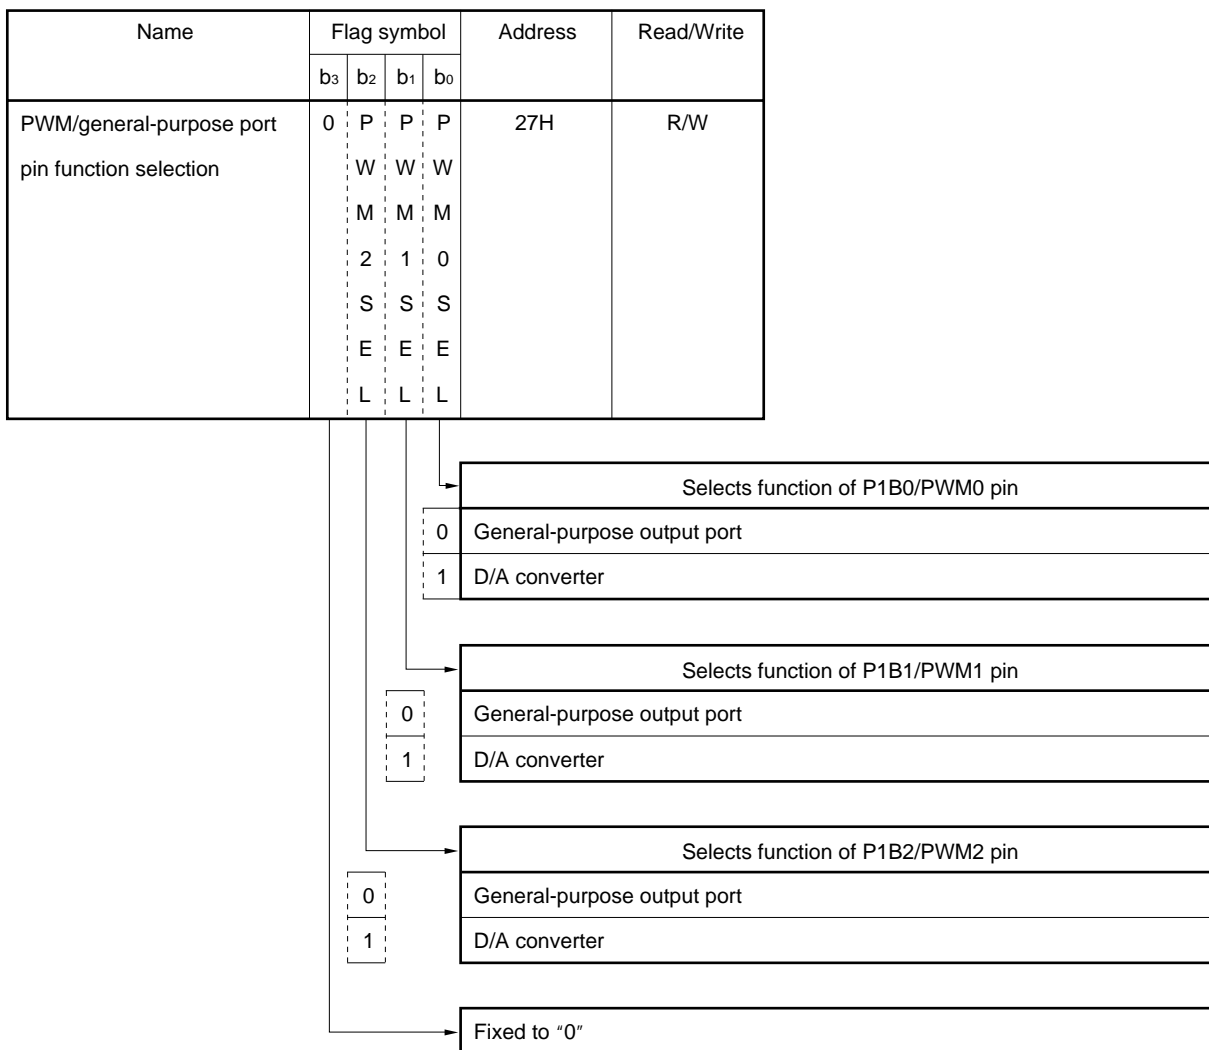 Name Flag symbol Address Read/Write
b3 b2 b1 b0
PWM/general-purpose port 0 P P P 27H R/W
pin function selection W W W
M M M
2 1 0
S S S
E E E
L L L
Selects function of P1B0/PWM0 pin
0 General-purpose output port
1 D/A converter
Selects function of P1B1/PWM1 pin
0 General-purpose output port
1 D/A converter
Selects function of P1B2/PWM2 pin
0 General-purpose output port
1 D/A converter
Fixed to “0”